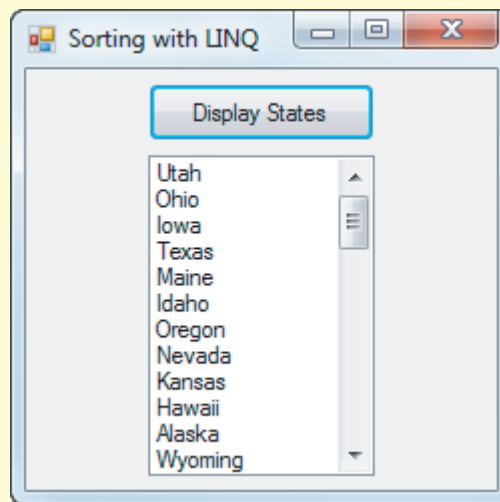 Sorting with LINQ
Display States
Utah
Ohio
Iowa
Texas
Maine
Idaho
Oregon
Nevada
Kansas
Hawaii
Alaska
Wyoming